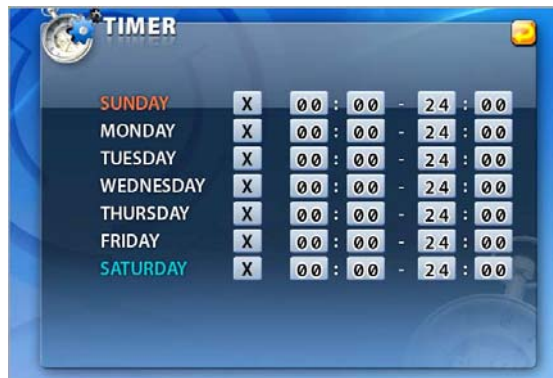 TIMER
SUNDAY X 00 : 00 - 24 : 00
MONDAY X 00 : 00 - 24 : 00
TUESDAY X 00 : 00 - 24 : 00
WEDNESDAY X 00 : 00 - 24 : 00
THURSDAY X 00 : 00 - 24 : 00
FRIDAY X 00 : 00 - 24 : 00
SATURDAY X 00 : 00 - 24 : 00